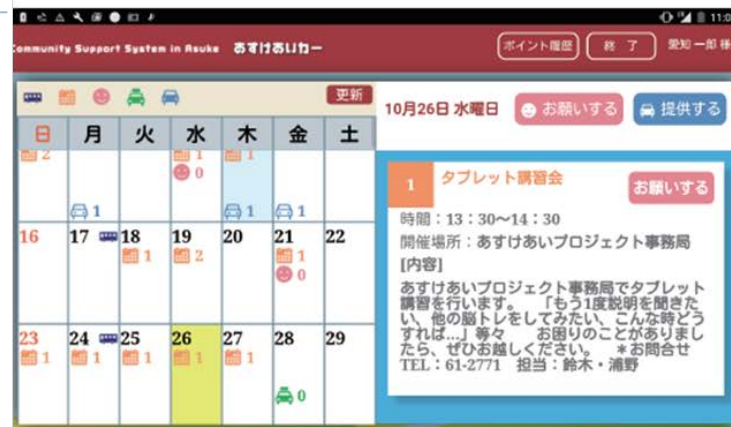 11:0
Community Support System in Asuke あすけあいカー
ポイント履歴 終 了 愛知 一郎 様
更新
日 月 火 水 木 金 土
2 1 0 1
1 1 1
16 17 18 19 20 21 22
1 2 1
0
23 24 25 26 27 28 29
1 1 1 1 1
0
10月26日 水曜日 お願いする 提供する
1 タブレット講習会 お願いする
時間:13:30~14:30
開催場所:あすけあいプロジェクト事務局
[内容]
あすけあいプロジェクト事務局でタブレット
講習を行います。 「もう1度説明を聞きた
い、他の脳トレをしてみたい、こんな時どう
すれば...」等々 お困りのことがありまし
たら、ぜひお越しください。 *お問合せ
TEL:61-2771 担当:鈴木・浦野